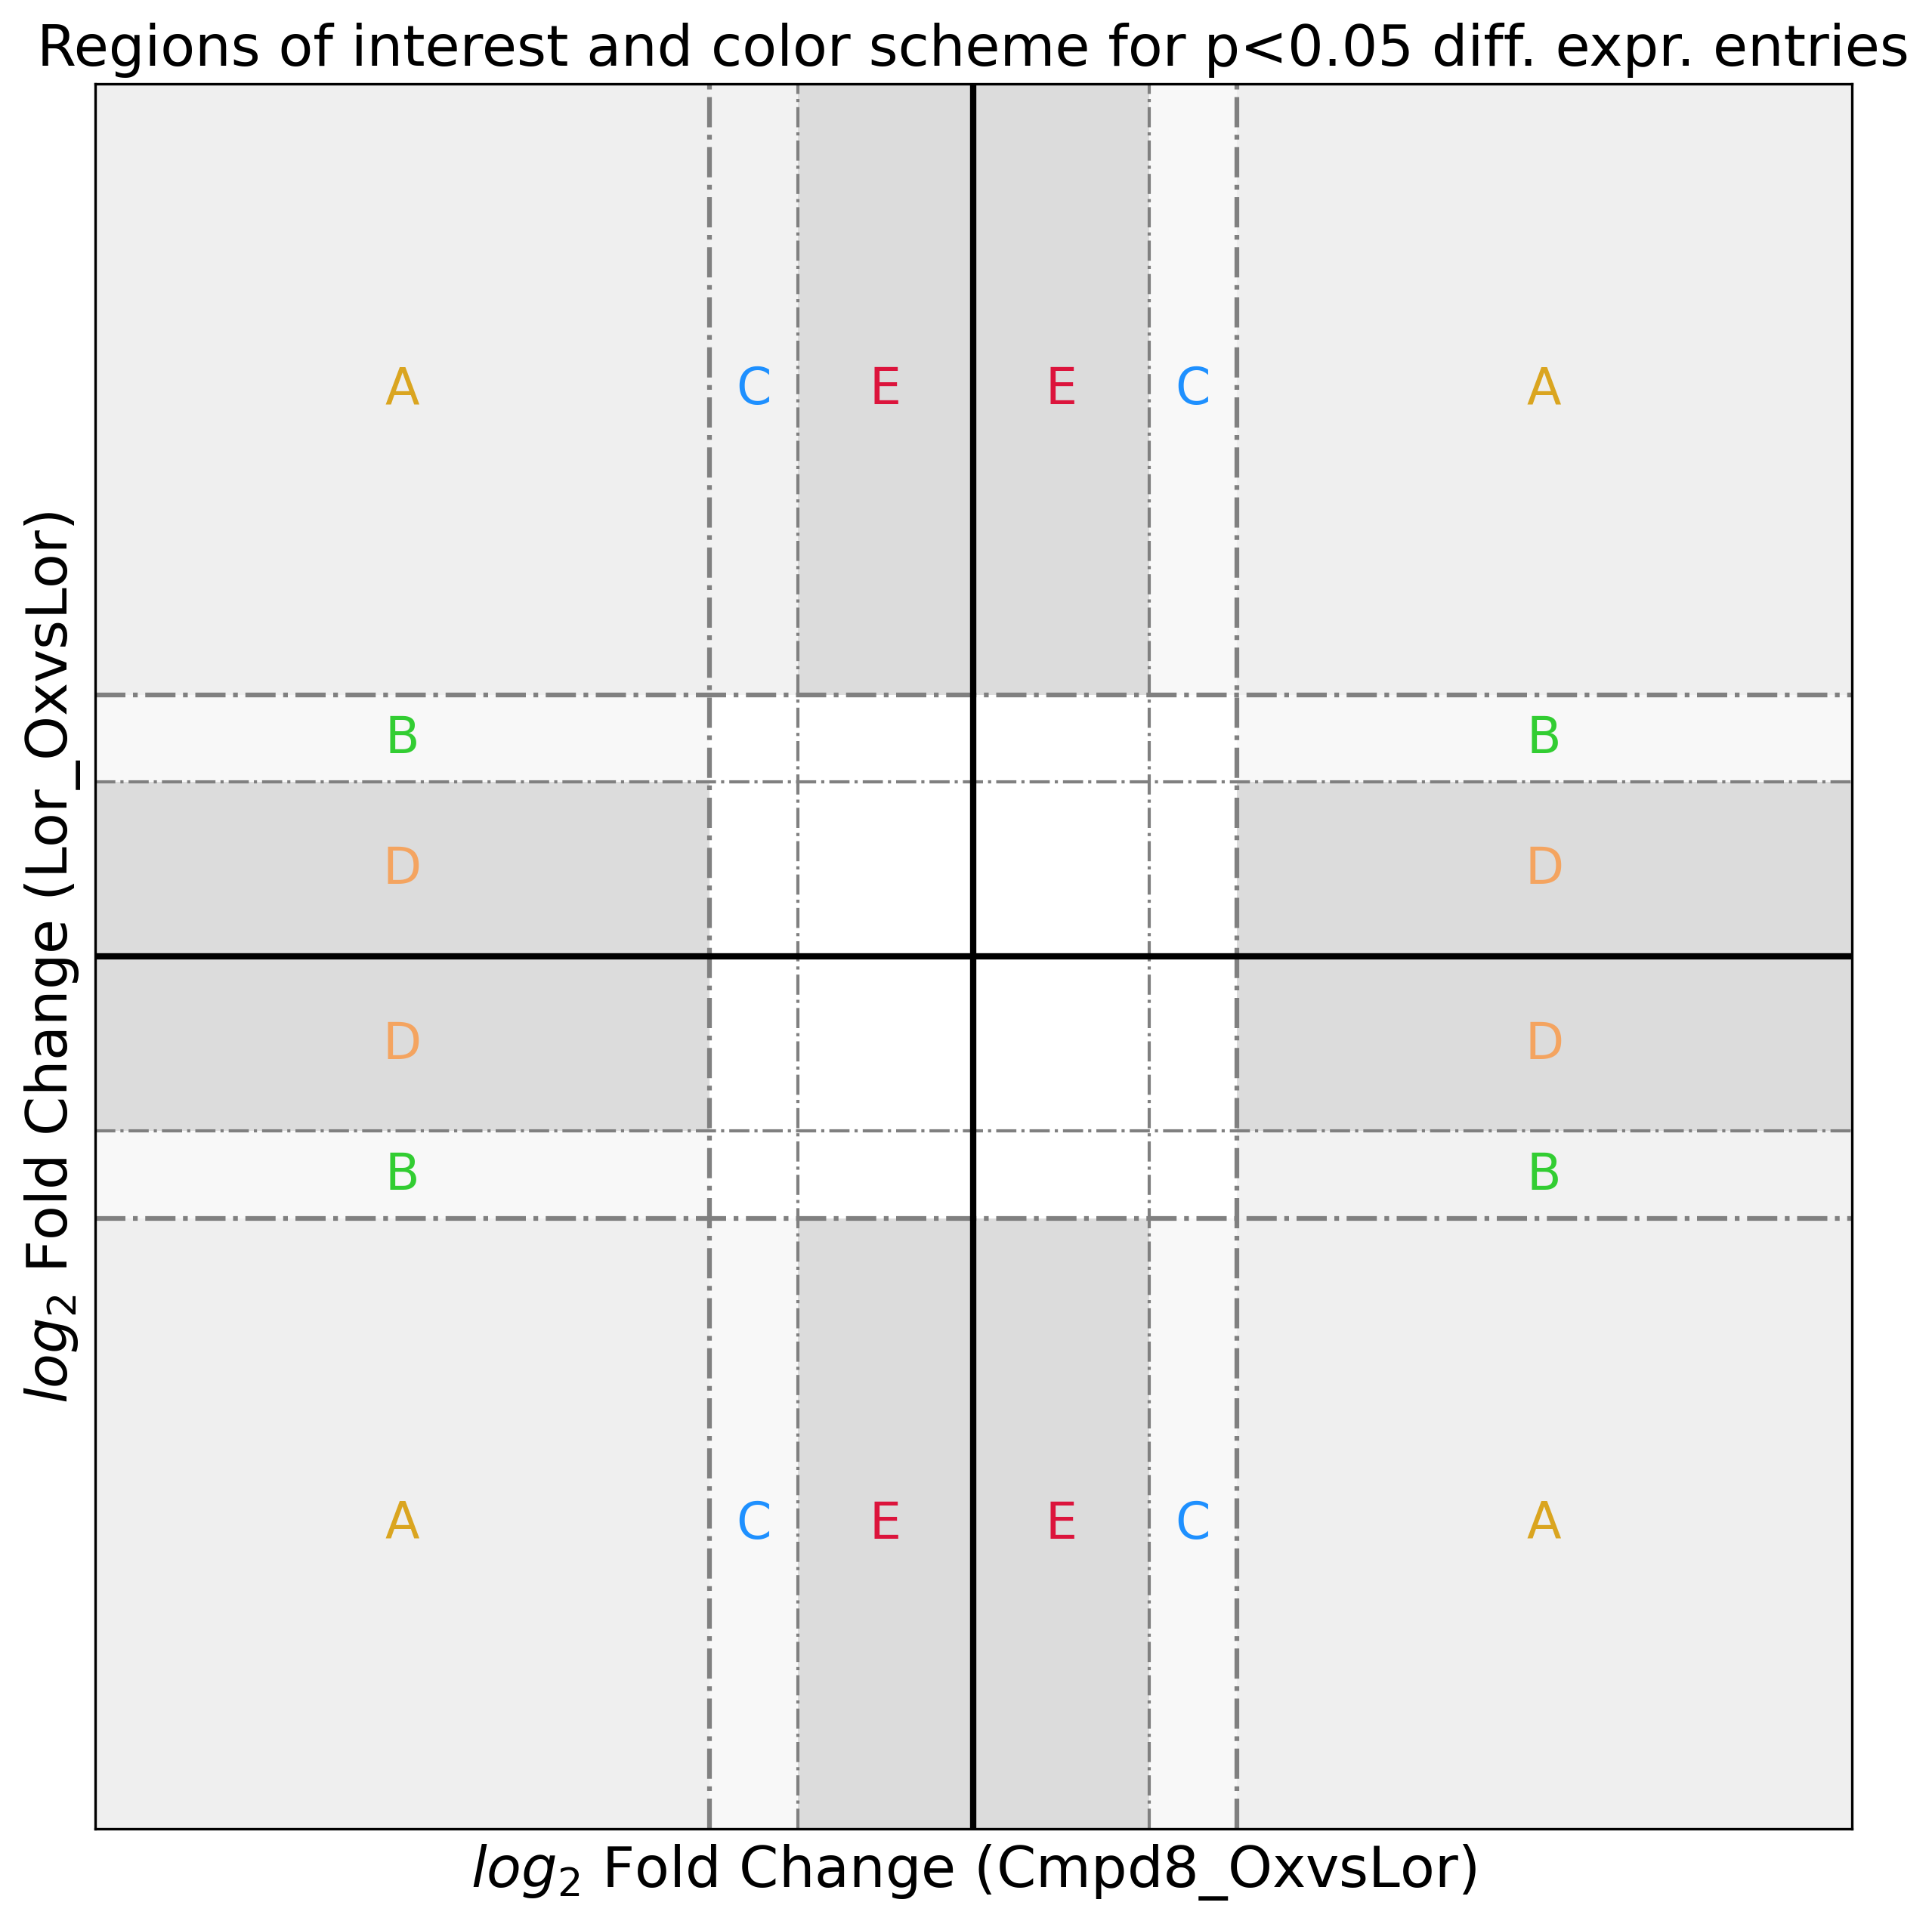 Regions of interest and color scheme for p<0.05 diff. expr. entries
A C E E C A
B B
D D
log₂ Fold Change (Lor_OxvsLor)
D D
B B
A C E E C A
log₂ Fold Change (Cmpd8_OxvsLor)